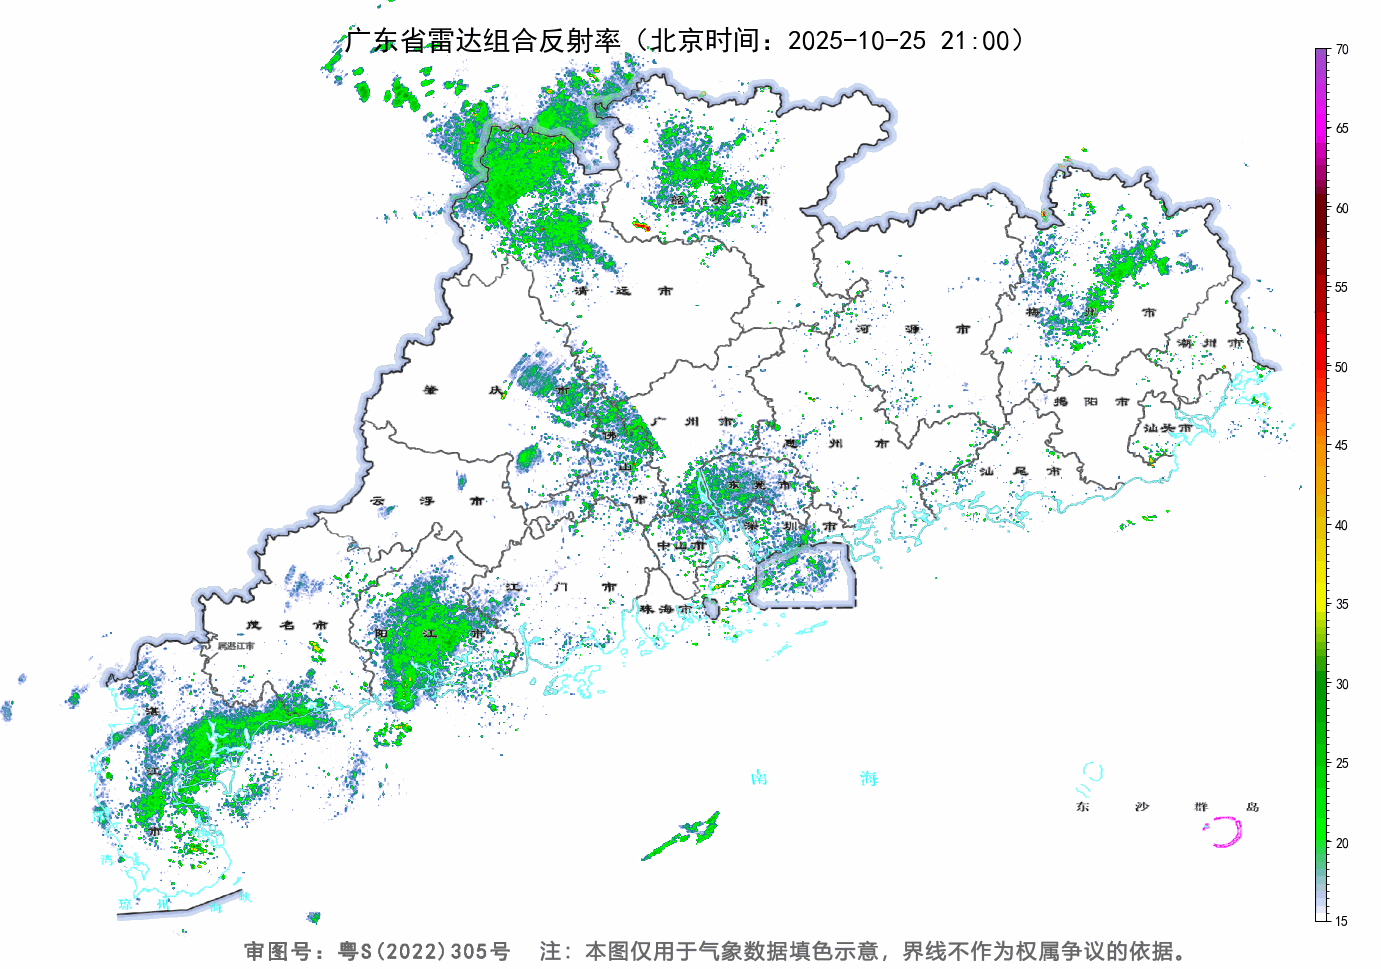 广东省雷达组合反射率（北京时间：2025-10-25 21:00）
70
65
60
55
50
45
40
35
30
25
20
15
韶关市
清远市
河源市
梅州市
潮州市
肇庆市
广州市
惠州市
揭阳市
汕头市
佛山市
汕尾市
东莞市
云浮市
深圳市
中山市
江门市
珠海市
茂名市
阳江市
属湛江市
湛江市
南海
东沙群岛
湾
琼州海峡
审图号：粤S(2022)305号 注：本图仅用于气象数据填色示意，界线不作为权属争议的依据。